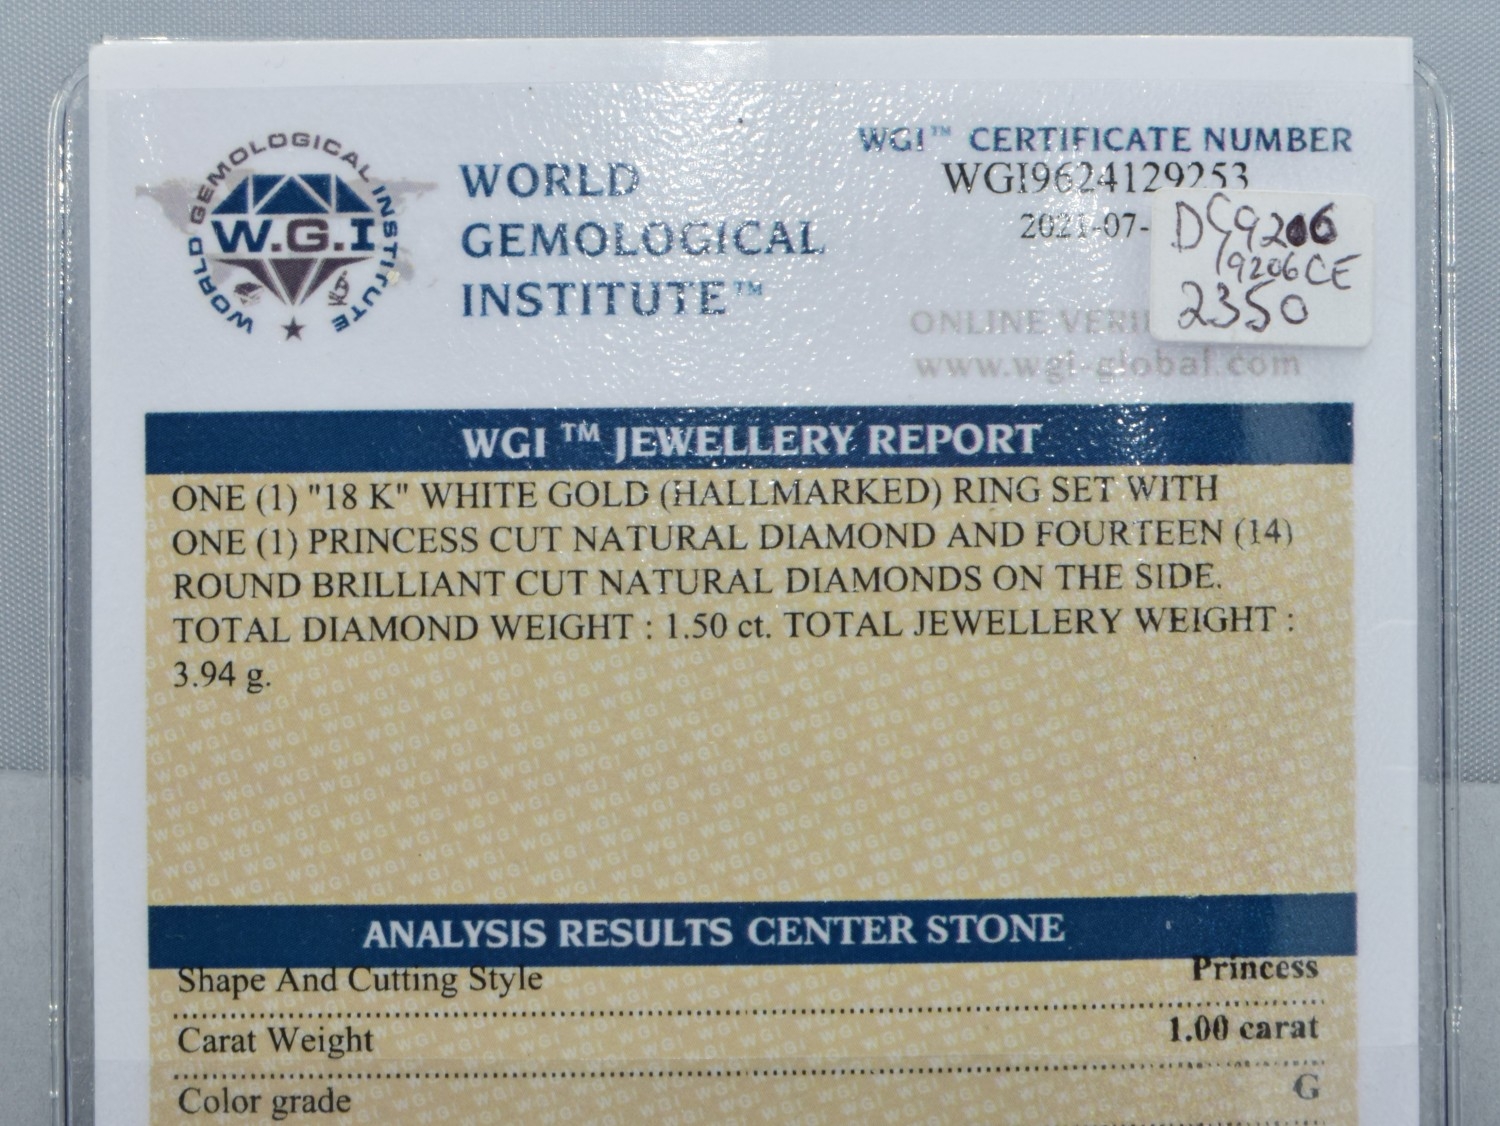 WORLD GEMOLOGICAL INSTITUTE
W.G.I
WORLD
GEMOLOGICAL
INSTITUTE™
WGI™ CERTIFICATE NUMBER
WGI9624129253
2021-07-
9206CE
2350
ONLINE
www.wgi-global.com
WGI ™ JEWELLERY REPORT
ONE (1) "18 K" WHITE GOLD (HALLMARKED) RING SET WITH
ONE (1) PRINCESS CUT NATURAL DIAMOND AND FOURTEEN (14)
ROUND BRILLIANT CUT NATURAL DIAMONDS ON THE SIDE.
TOTAL DIAMOND WEIGHT : 1.50 ct. TOTAL JEWELLERY WEIGHT :
3.94 g.
ANALYSIS RESULTS CENTER STONE
Shape And Cutting Style Princess
Carat Weight 1.00 carat
Color grade G